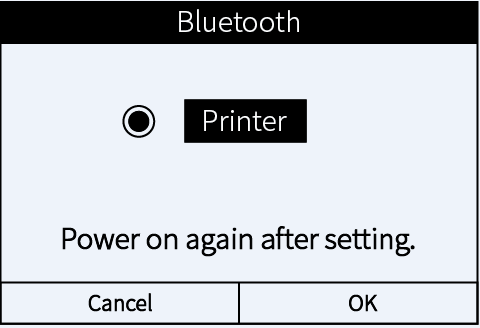 Bluetooth
Printer
Power on again after setting.
Cancel OK